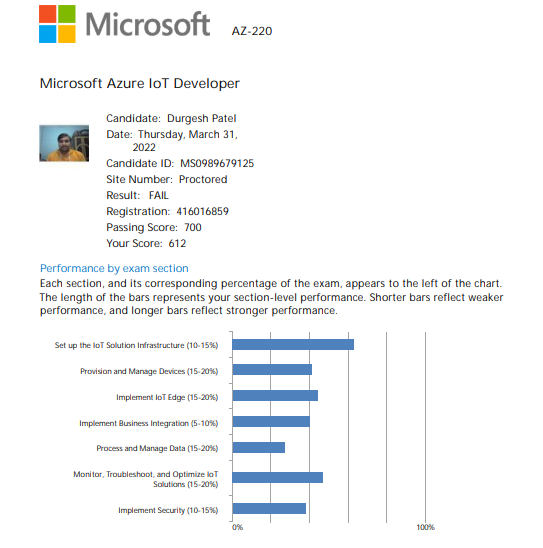 Microsoft AZ-220
Microsoft Azure IoT Developer
Candidate: Durgesh Patel
Date: Thursday, March 31,
2022
Candidate ID: MS0989679125
Site Number: Proctored
Result: FAIL
Registration: 416016859
Passing Score: 700
Your Score: 612
Performance by exam section
Each section, and its corresponding percentage of the exam, appears to the left of the chart.
The length of the bars represents your section-level performance. Shorter bars reflect weaker
performance, and longer bars reflect stronger performance.
Set up the IoT Solution Infrastructure (10-15%)
Provision and Manage Devices (15-20%)
Implement IoT Edge (15-20%)
Implement Business Integration (5-10%)
Process and Manage Data (15-20%)
Monitor, Troubleshoot, and Optimize IoT
Solutions (15-20%)
Implement Security (10-15%)
0% 100%